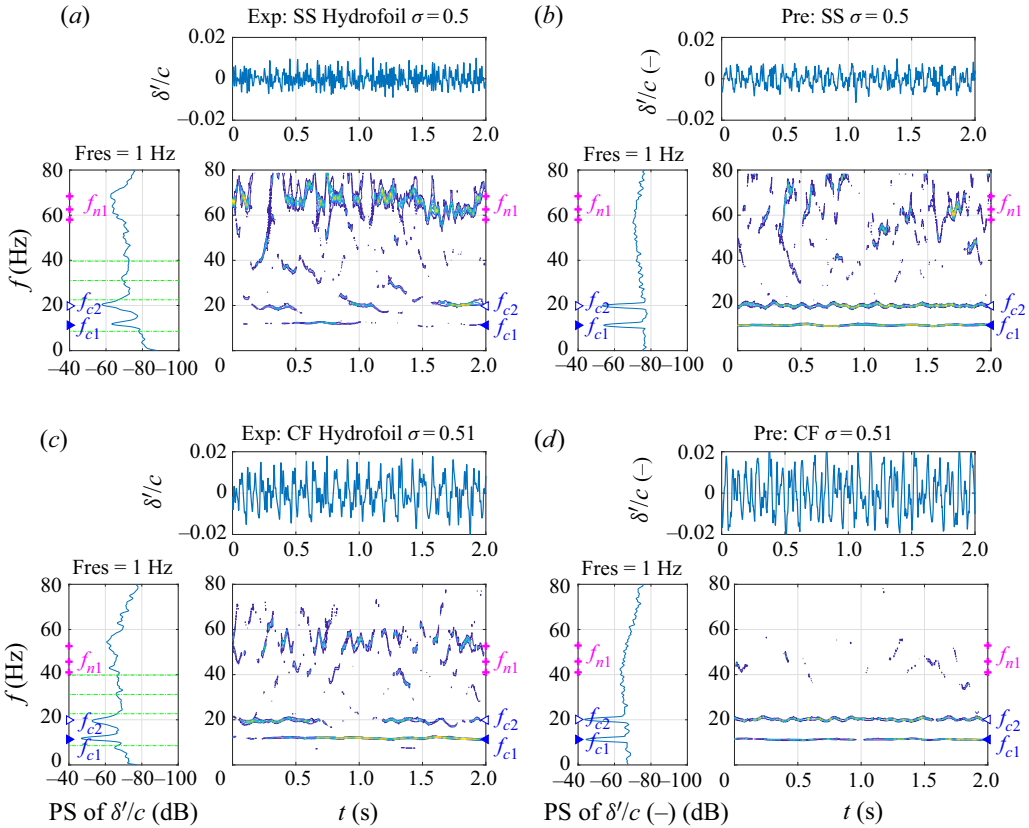 (a)
Exp: SS Hydrofoil σ = 0.5
0.02
0
−0.02
δ′/c
0 0.5 1.0 1.5 2.0
Fres = 1 Hz
80
60
40
20
0
f (Hz)
fn1
fc2
fc1
−40 −60 −80 −100
80
60
40
20
0
0 0.5 1.0 1.5 2.0
(b)
Pre: SS σ = 0.5
0.02
0
−0.02
δ′/c (–)
0 0.5 1.0 1.5 2.0
Fres = 1 Hz
80
60
40
20
0
fn1
fc2
fc1
−40 −60 −80 −100
80
60
40
20
0
0 0.5 1.0 1.5 2.0
fn1
fc2
fc1
(c)
Exp: CF Hydrofoil σ = 0.51
0.02
0
−0.02
δ′/c
0 0.5 1.0 1.5 2.0
Fres = 1 Hz
80
60
40
20
0
f (Hz)
fn1
fc2
fc1
−40 −60 −80 −100
PS of δ′/c (dB)
80
60
40
20
0
0 0.5 1.0 1.5 2.0
t (s)
fn1
fc2
fc1
(d)
Pre: CF σ = 0.51
0.02
0
−0.02
δ′/c (–)
0 0.5 1.0 1.5 2.0
Fres = 1 Hz
80
60
40
20
0
−40 −60 −80 −100
PS of δ′/c (–) (dB)
80
60
40
20
0
0 0.5 1.0 1.5 2.0
t (s)
fn1
fc2
fc1